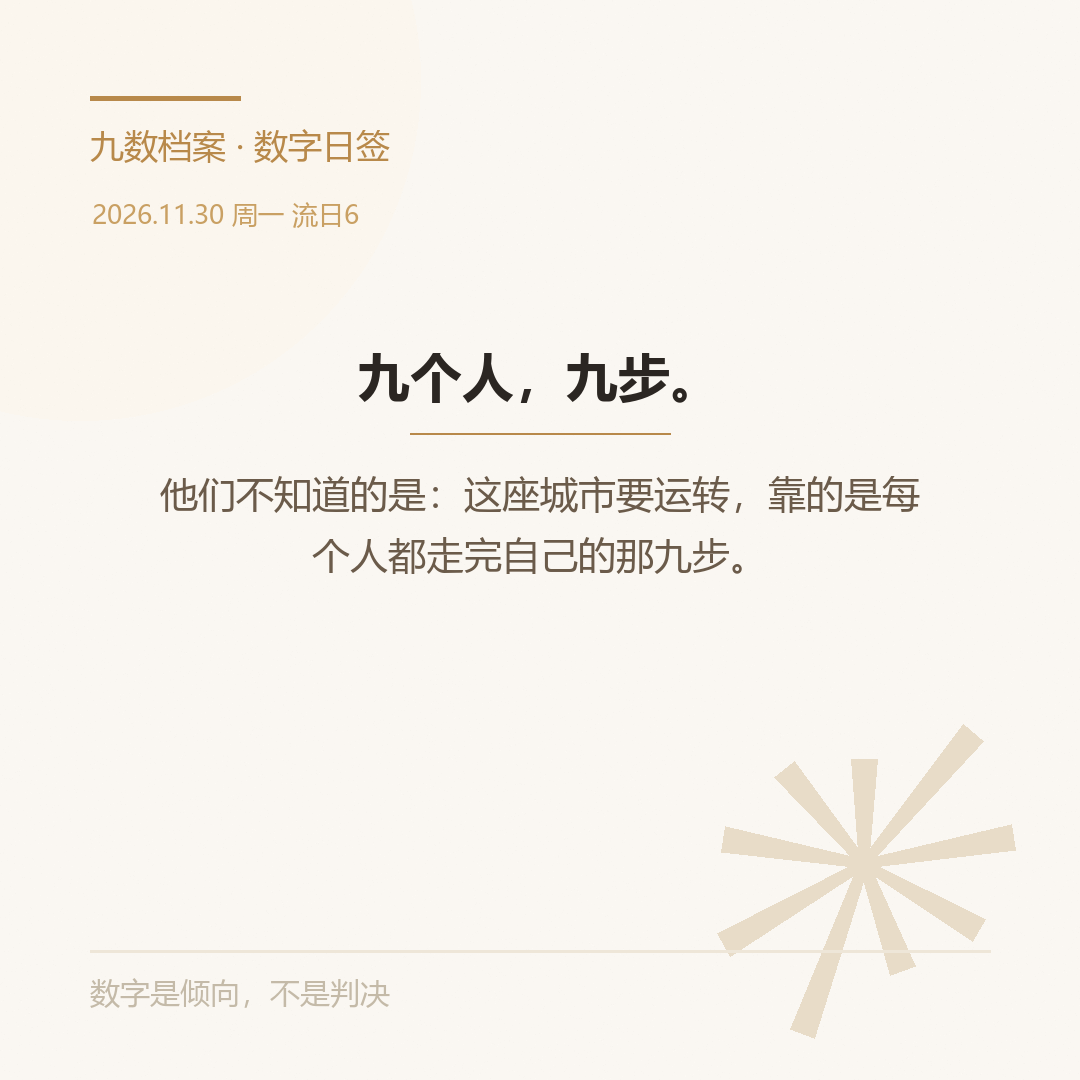 九数档案 · 数字日签
2026.11.30 周一 流日6
九个人，九步。
他们不知道的是：这座城市要运转，靠的是每
个人都走完自己的那九步。
数字是倾向，不是判决